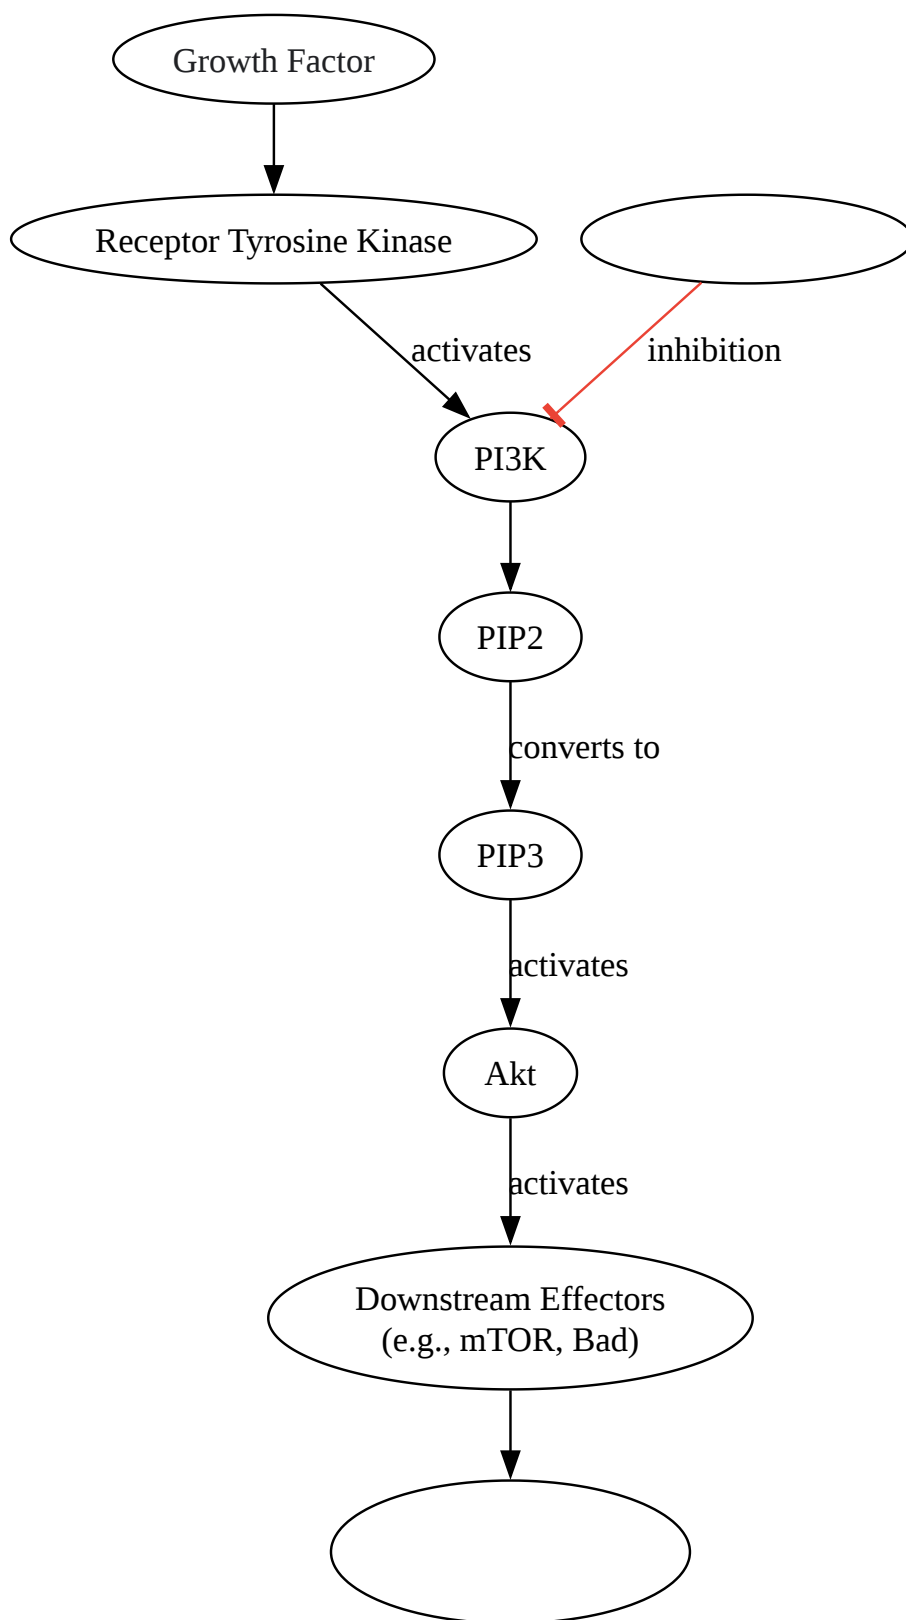 Growth Factor
Receptor Tyrosine Kinase
activates
inhibition
PI3K
PIP2
converts to
PIP3
activates
Akt
activates
Downstream Effectors
(e.g., mTOR, Bad)